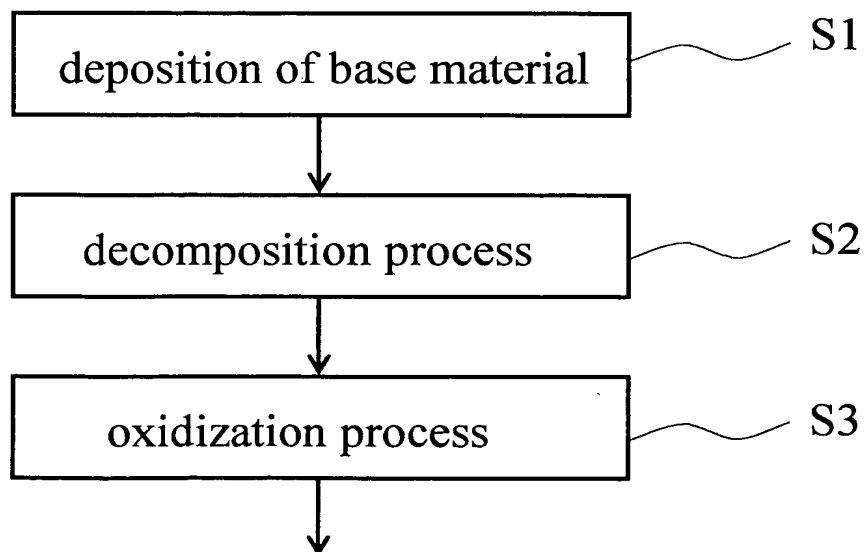 deposition of base material
S1
decomposition process
S2
oxidization process
S3